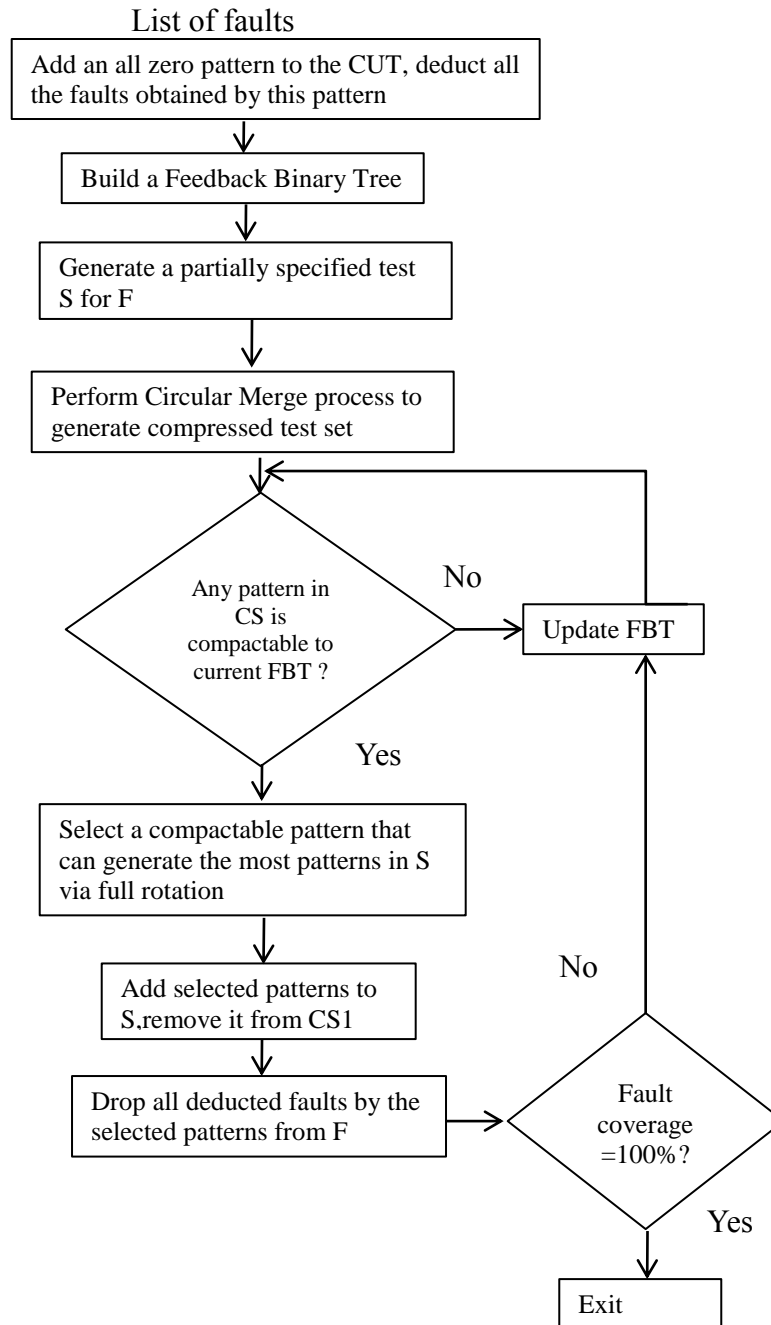 List of faults
Add an all zero pattern to the CUT, deduct all
the faults obtained by this pattern
Build a Feedback Binary Tree
Generate a partially specified test
S for F
Perform Circular Merge process to
generate compressed test set
Any pattern in
CS is
compactable to
current FBT ?
No
Update FBT
Yes
Select a compactable pattern that
can generate the most patterns in S
via full rotation
Add selected patterns to
S,remove it from CS1
No
Drop all deducted faults by the
selected patterns from F
Fault
coverage
=100%?
Yes
Exit